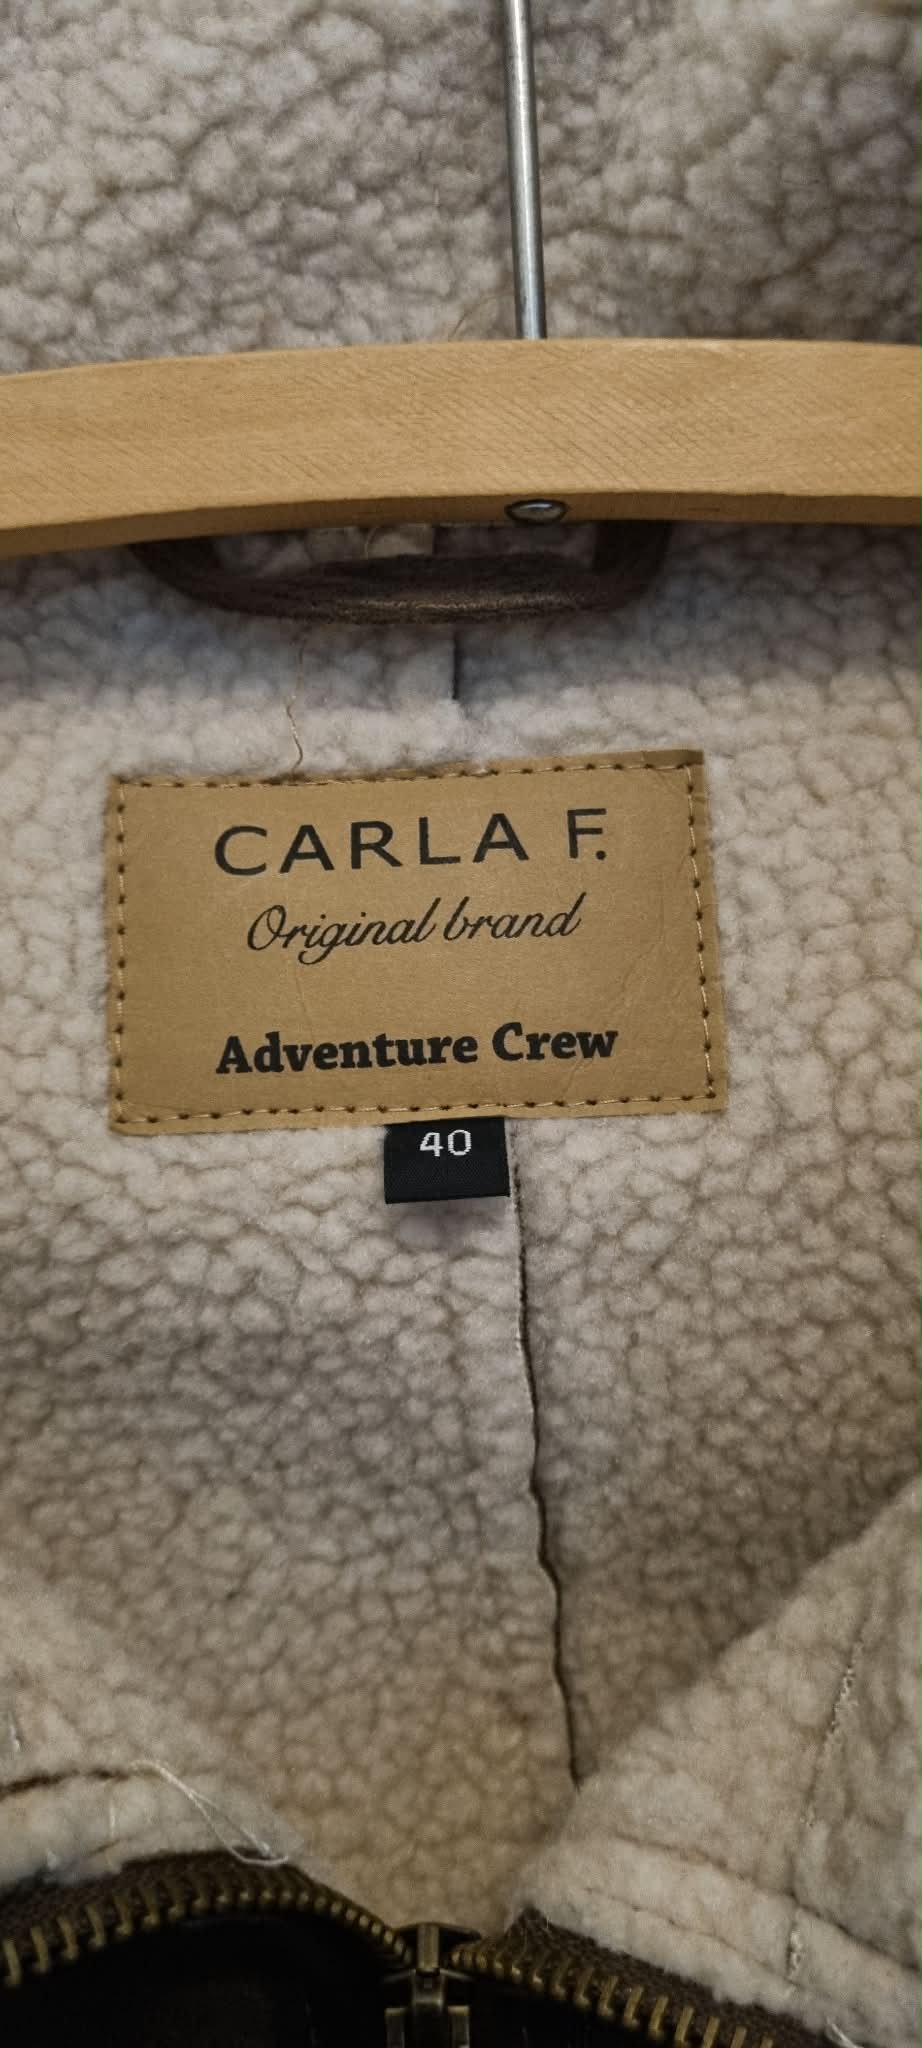 CARLA F.
Original brand
Adventure Crew
40